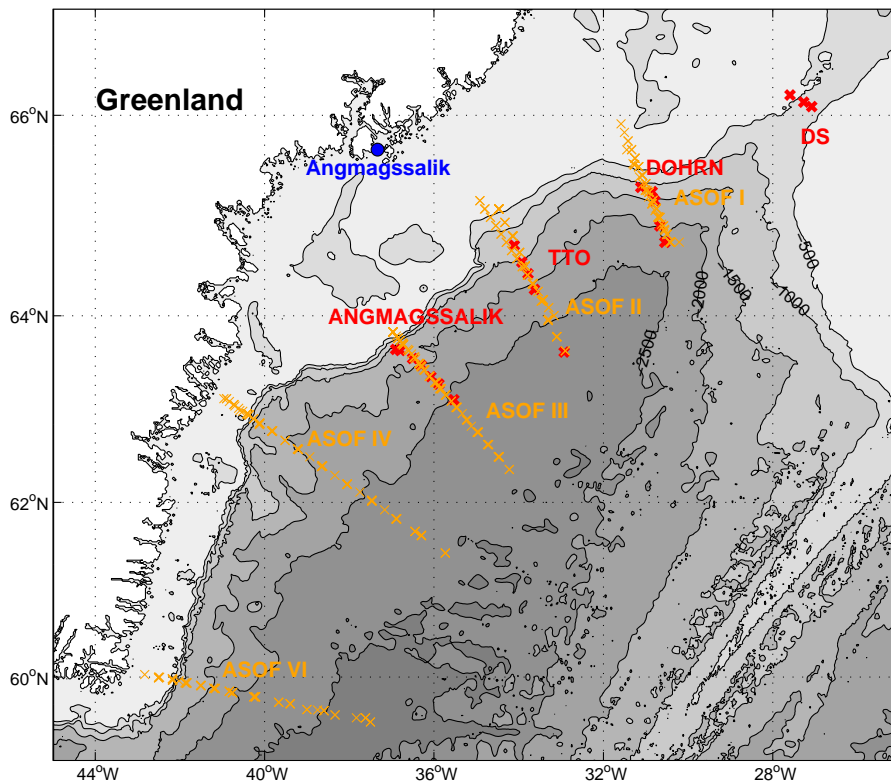 66°N
Greenland
DS
Angmagssalik
DOHRN
ASOF I
TTO
−500
−1000
−1500
−2000
−2500
64°N
ANGMAGSSALIK
ASOF II
ASOF III
ASOF IV
62°N
60°N
ASOF VI
44°W
40°W
36°W
32°W
28°W